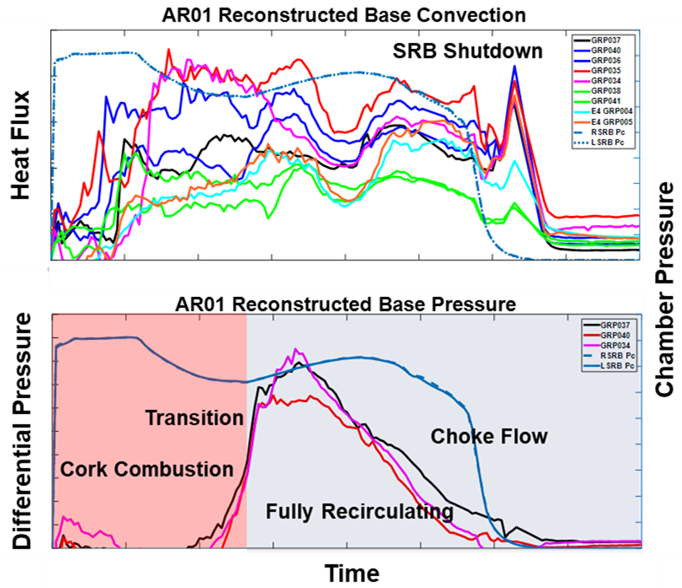 AR01 Reconstructed Base Convection
SRB Shutdown
GRP037
GRP040
GRP036
GRP035
GRP034
GRP038
GRP041
E4 GRP004
E4 GRP005
RSRB Pc
LSRB Pc
Heat Flux
Chamber Pressure
AR01 Reconstructed Base Pressure
GRP037
GRP040
GRP034
RSRB Pc
LSRB Pc
Differential Pressure
Transition
Choke Flow
Cork Combustion
Fully Recirculating
Time